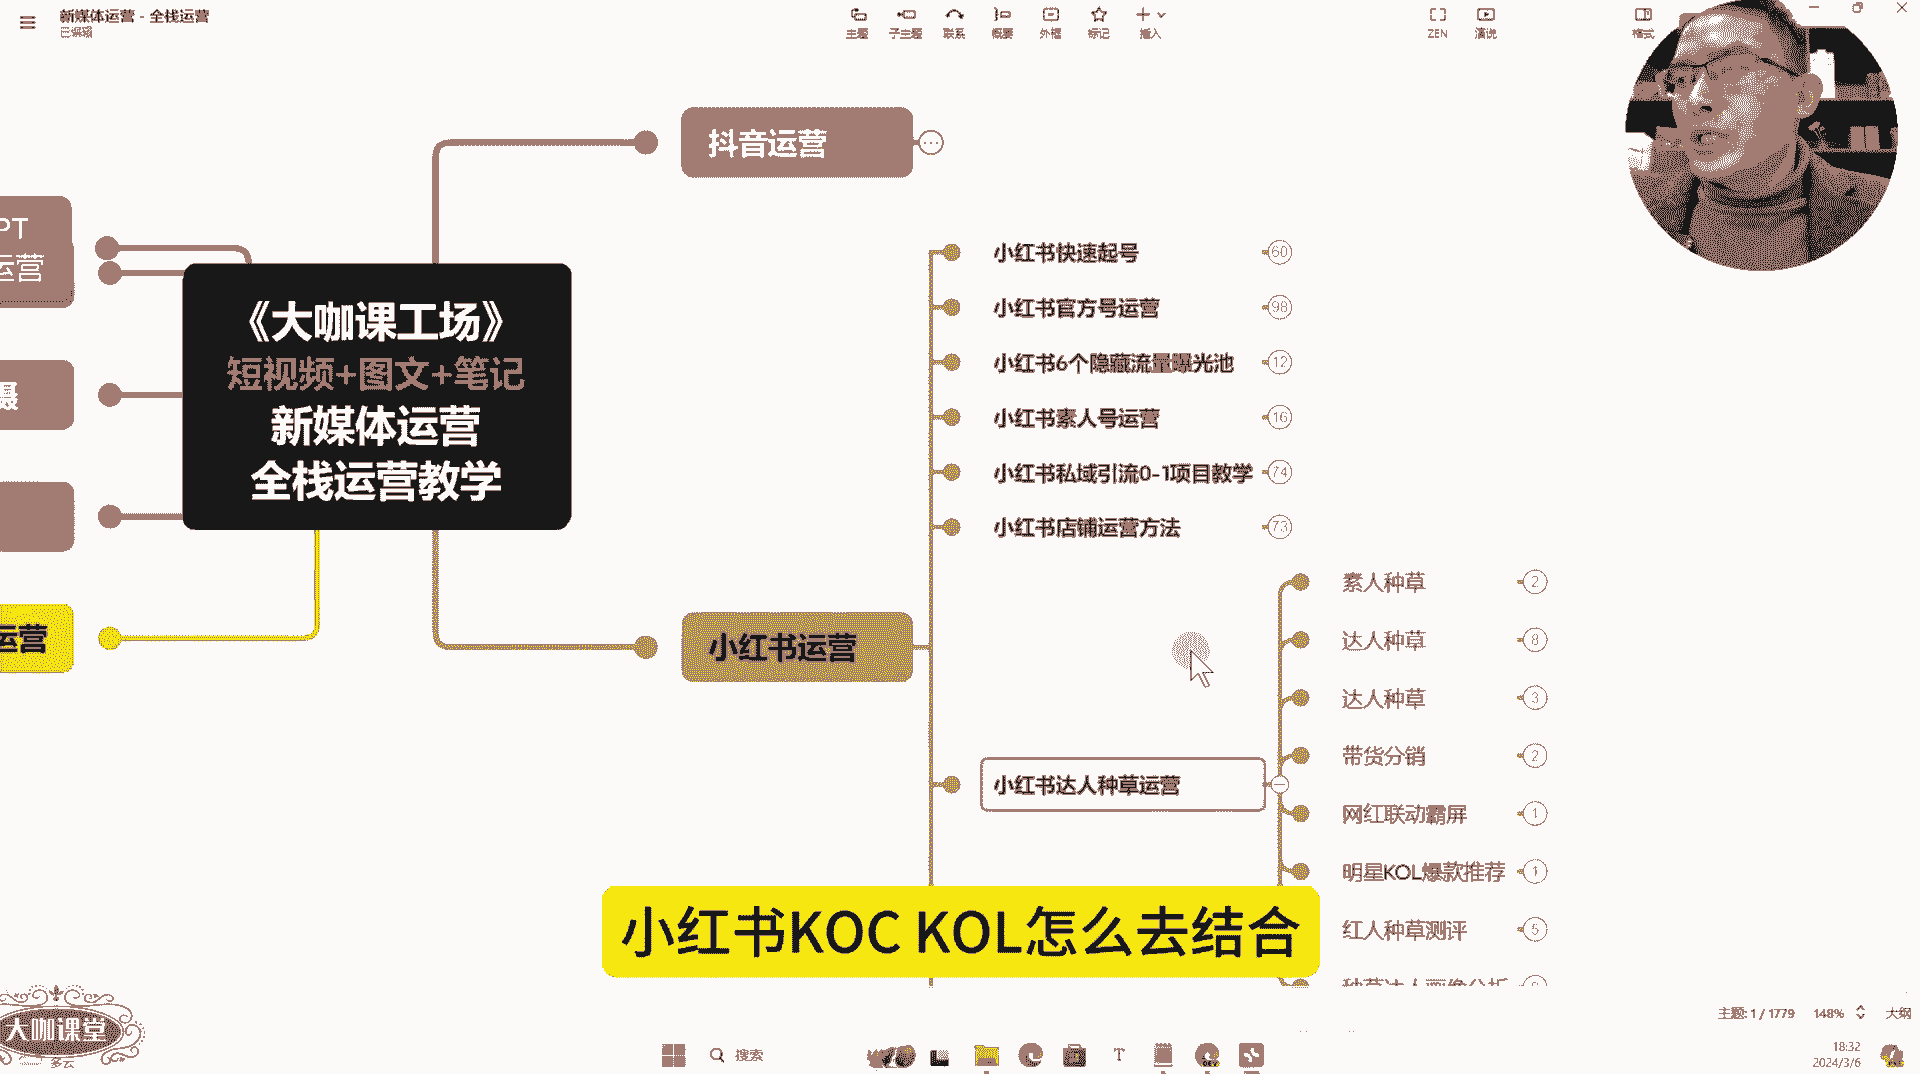 新媒体运营 - 全栈运营
已编辑
主题
子主题
联系
概要
外框
标记
插入
ZEN
演说
格式
PT
运营
摄
运营
《大咖课工场》
短视频+图文+笔记
新媒体运营
全栈运营教学
抖音运营
小红书运营
小红书快速起号
60
小红书官方号运营
98
小红书6个隐藏流量曝光池
12
小红书素人号运营
16
小红书私域引流0-1项目教学
74
小红书店铺运营方法
73
小红书达人种草运营
素人种草
2
达人种草
8
达人种草
3
带货分销
2
网红联动霸屏
1
明星KOL爆款推荐
1
红人种草测评
5
种草达人画像分析
小红书KOC KOL怎么去结合
大咖课堂
多云
主题: 1 / 1779
148%
大纲
搜索
18:32
2024/3/6